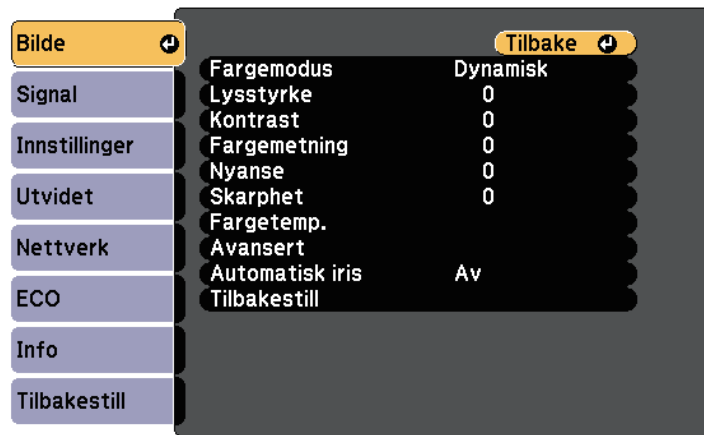 Bilde
Signal
Innstillinger
Utvidet
Nettverk
ECO
Info
Tilbakestill
Tilbake
Fargemodus Dynamisk
Lysstyrke 0
Kontrast 0
Fargemetning 0
Nyanse 0
Skarphet 0
Fargetemp.
Avansert
Automatisk iris Av
Tilbakestill